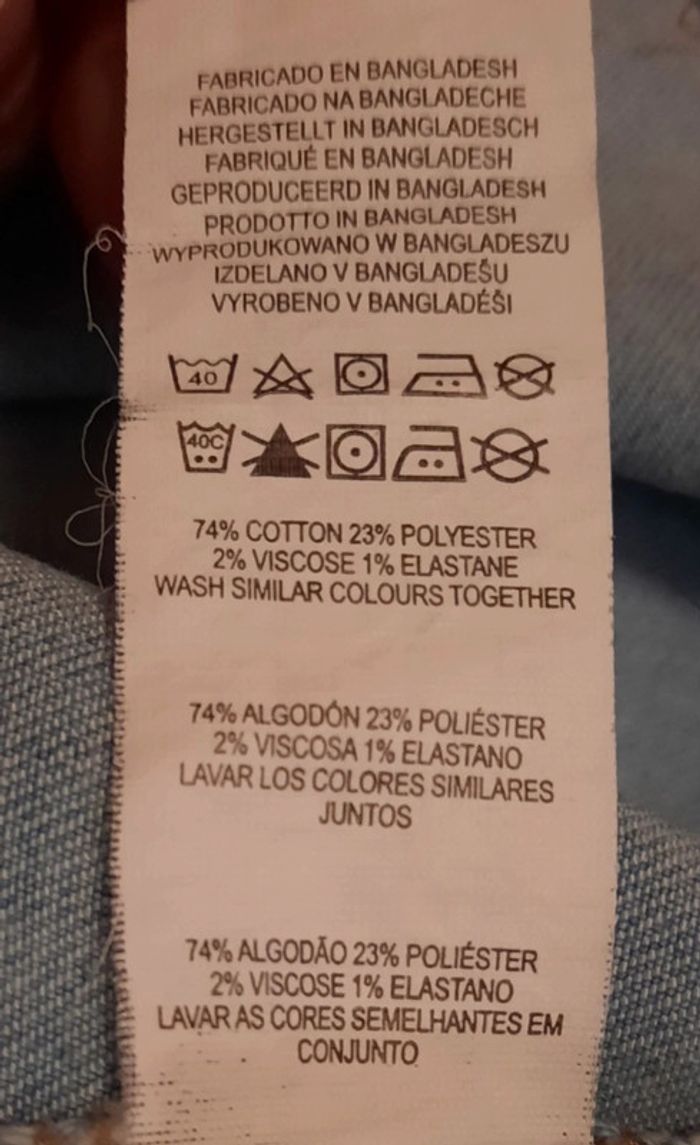 FABRICADO EN BANGLADESH
FABRICADO NA BANGLADECHE
HERGESTELLT IN BANGLADESCH
FABRIQUÉ EN BANGLADESH
GEPRODUCEERD IN BANGLADESH
PRODOTTO IN BANGLADESH
WYPRODUKOWANO W BANGLADESZU
IZDELANO V BANGLADEŠU
VYROBENO V BANGLADÉŠI
40
40C
74% COTTON 23% POLYESTER
2% VISCOSE 1% ELASTANE
WASH SIMILAR COLOURS TOGETHER
74% ALGODÓN 23% POLIÉSTER
2% VISCOSA 1% ELASTANO
LAVAR LOS COLORES SIMILARES
JUNTOS
74% ALGODÃO 23% POLIÉSTER
2% VISCOSE 1% ELASTANO
LAVAR AS CORES SEMELHANTES EM
CONJUNTO